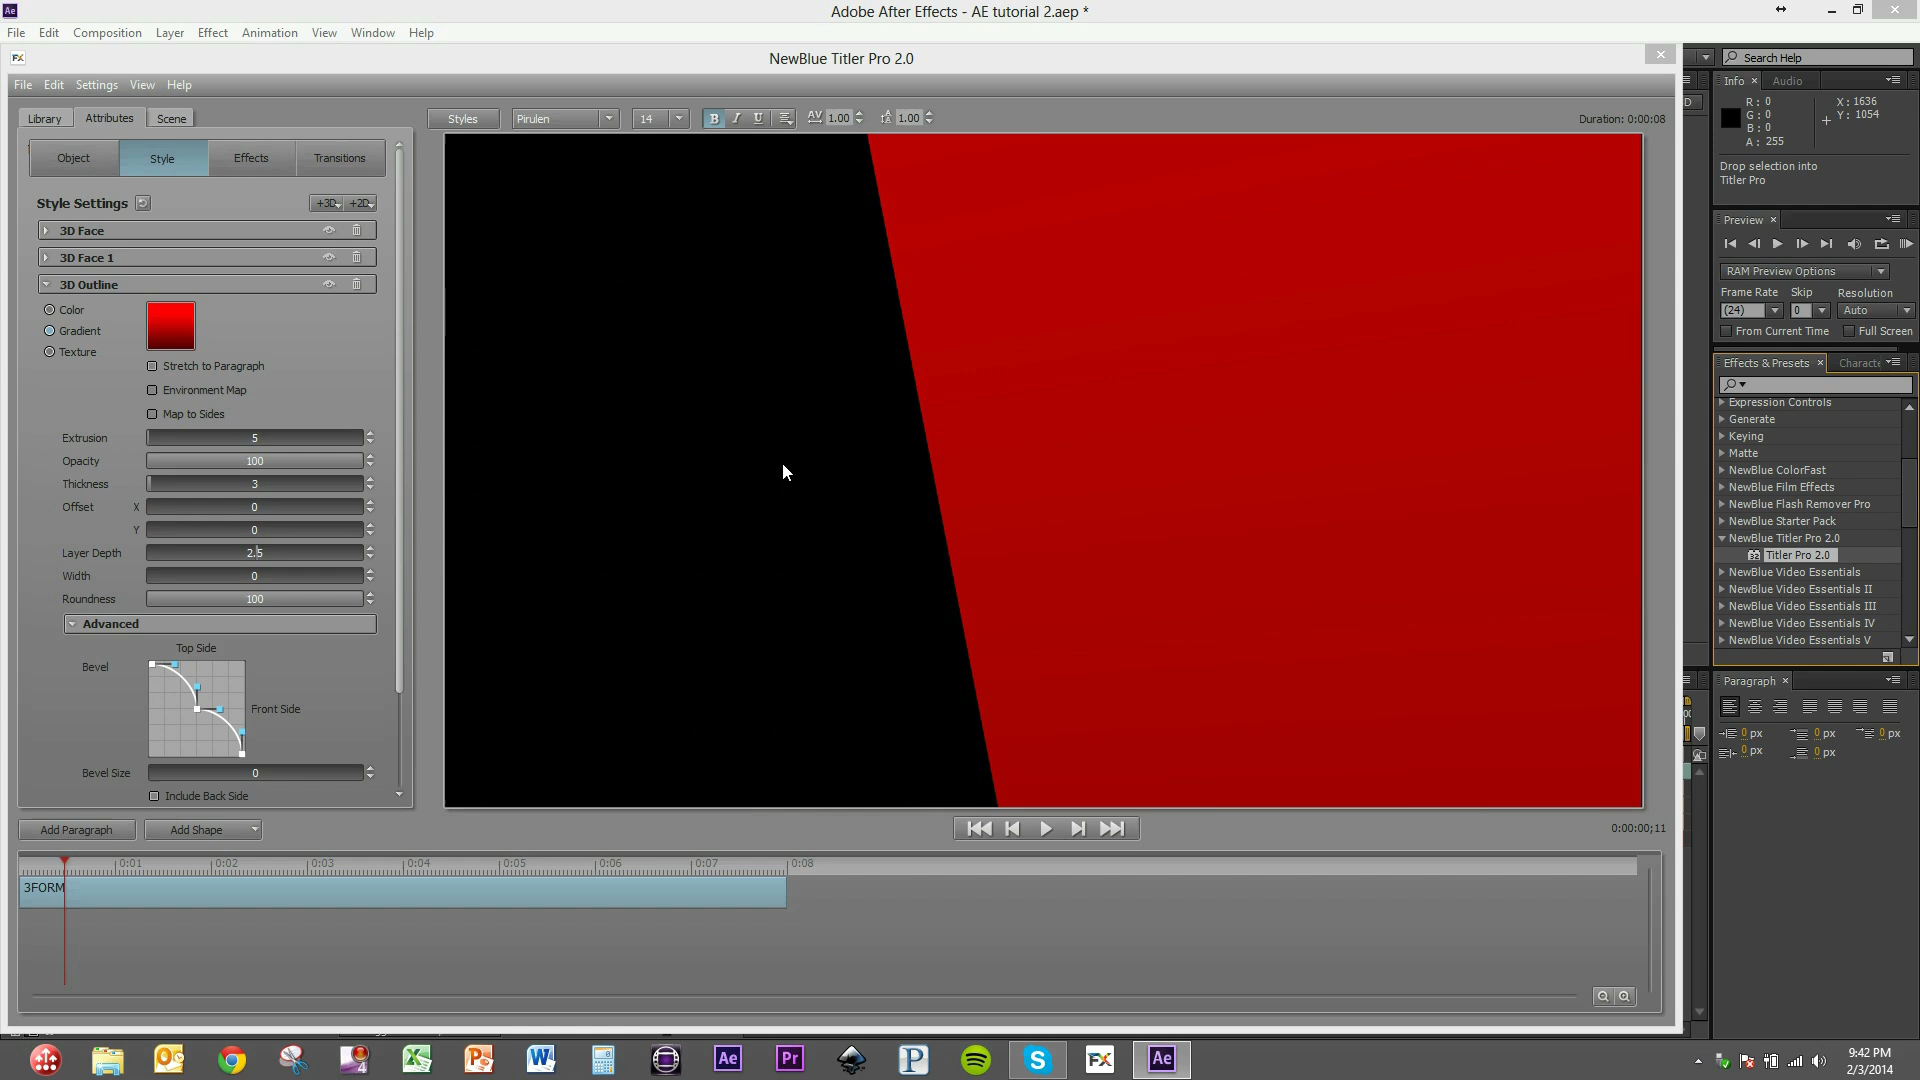 Adobe After Effects - AE tutorial 2.aep *
File Edit Composition Layer Effect Animation View Window Help
NewBlue Titler Pro 2.0
Search Help
File Edit Settings View Help
Info Audio
Library Attributes Scene
Styles Pirulen 14 B I U 1.00 1.00 Duration: 0:00:08
R: 0 X: 1636
G: 0 Y: 1054
B: 0
A: 255
Object Style Effects Transitions
Drop selection into
Titler Pro
Style Settings +3D +2D
Preview
3D Face
3D Face 1
3D Outline
RAM Preview Options
Frame Rate Skip Resolution
(24) 0 Auto
From Current Time Full Screen
Color
Gradient
Texture
Stretch to Paragraph
Environment Map
Map to Sides
Effects & Presets Characte
Extrusion 5
Opacity 100
Thickness 3
Offset X 0
Y 0
Layer Depth 2.5
Width 0
Roundness 100
Advanced
Top Side
Bevel
Front Side
Bevel Size 0
Include Back Side
Expression Controls
Generate
Keying
Matte
NewBlue ColorFast
NewBlue Film Effects
NewBlue Flash Remover Pro
NewBlue Starter Pack
NewBlue Titler Pro 2.0
32 Titler Pro 2.0
NewBlue Video Essentials
NewBlue Video Essentials II
NewBlue Video Essentials III
NewBlue Video Essentials IV
NewBlue Video Essentials V
Paragraph
0 px 0 px 0 px
0 px 0 px
Add Paragraph Add Shape
0:00:00;11
0:01 0:02 0:03 0:04 0:05 0:06 0:07 0:08
3FORM
9:42 PM
2/3/2014